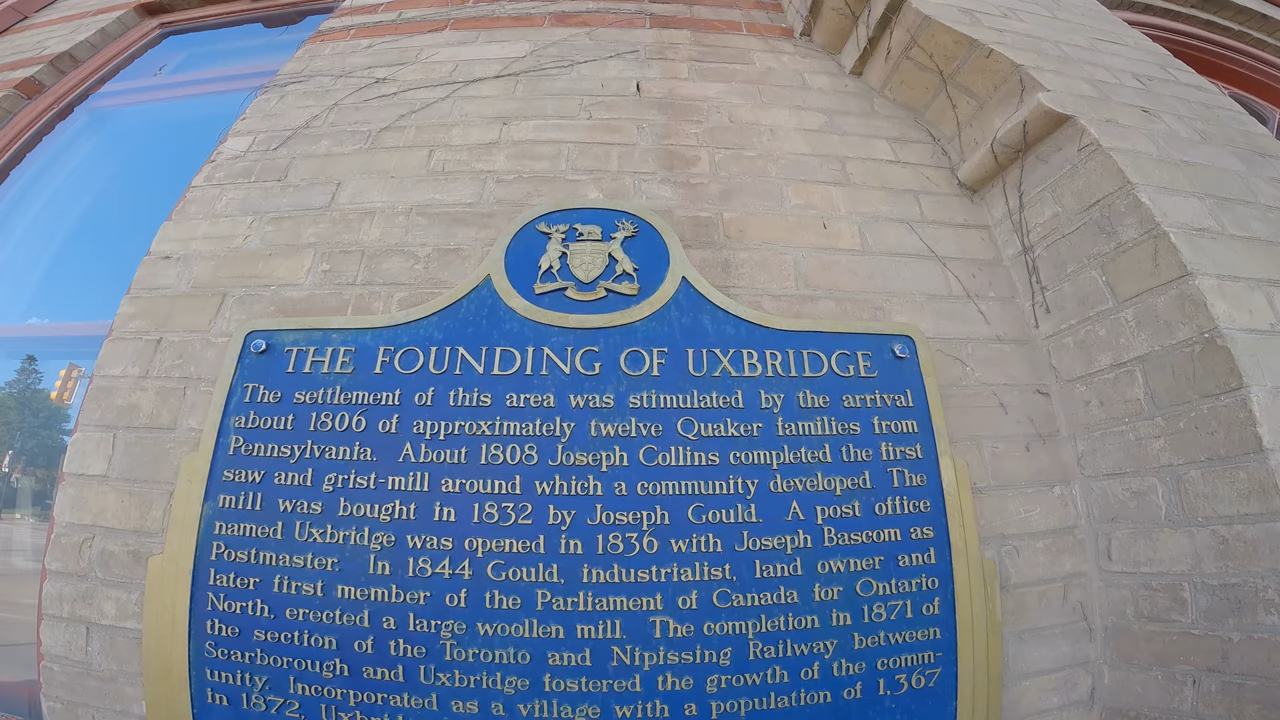 THE FOUNDING OF UXBRIDGE
The settlement of this area was stimulated by the arrival
about 1806 of approximately twelve Quaker families from
Pennsylvania. About 1808 Joseph Collins completed the first
saw and grist-mill around which a community developed. The
mill was bought in 1832 by Joseph Gould. A post office
named Uxbridge was opened in 1836 with Joseph Bascom as
Postmaster. In 1844 Gould, industrialist, land owner and
later first member of the Parliament of Canada for Ontario
North, erected a large woollen mill. The completion in 1871 of
the section of the Toronto and Nipissing Railway between
Scarborough and Uxbridge fostered the growth of the comm-
unity. Incorporated as a village with a population of 1,367
in 1872,